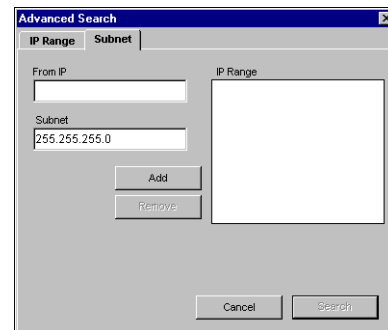 Advanced Search
IP Range Subnet
From IP IP Range
Subnet
255.255.255.0
Add
Remove
Cancel Search